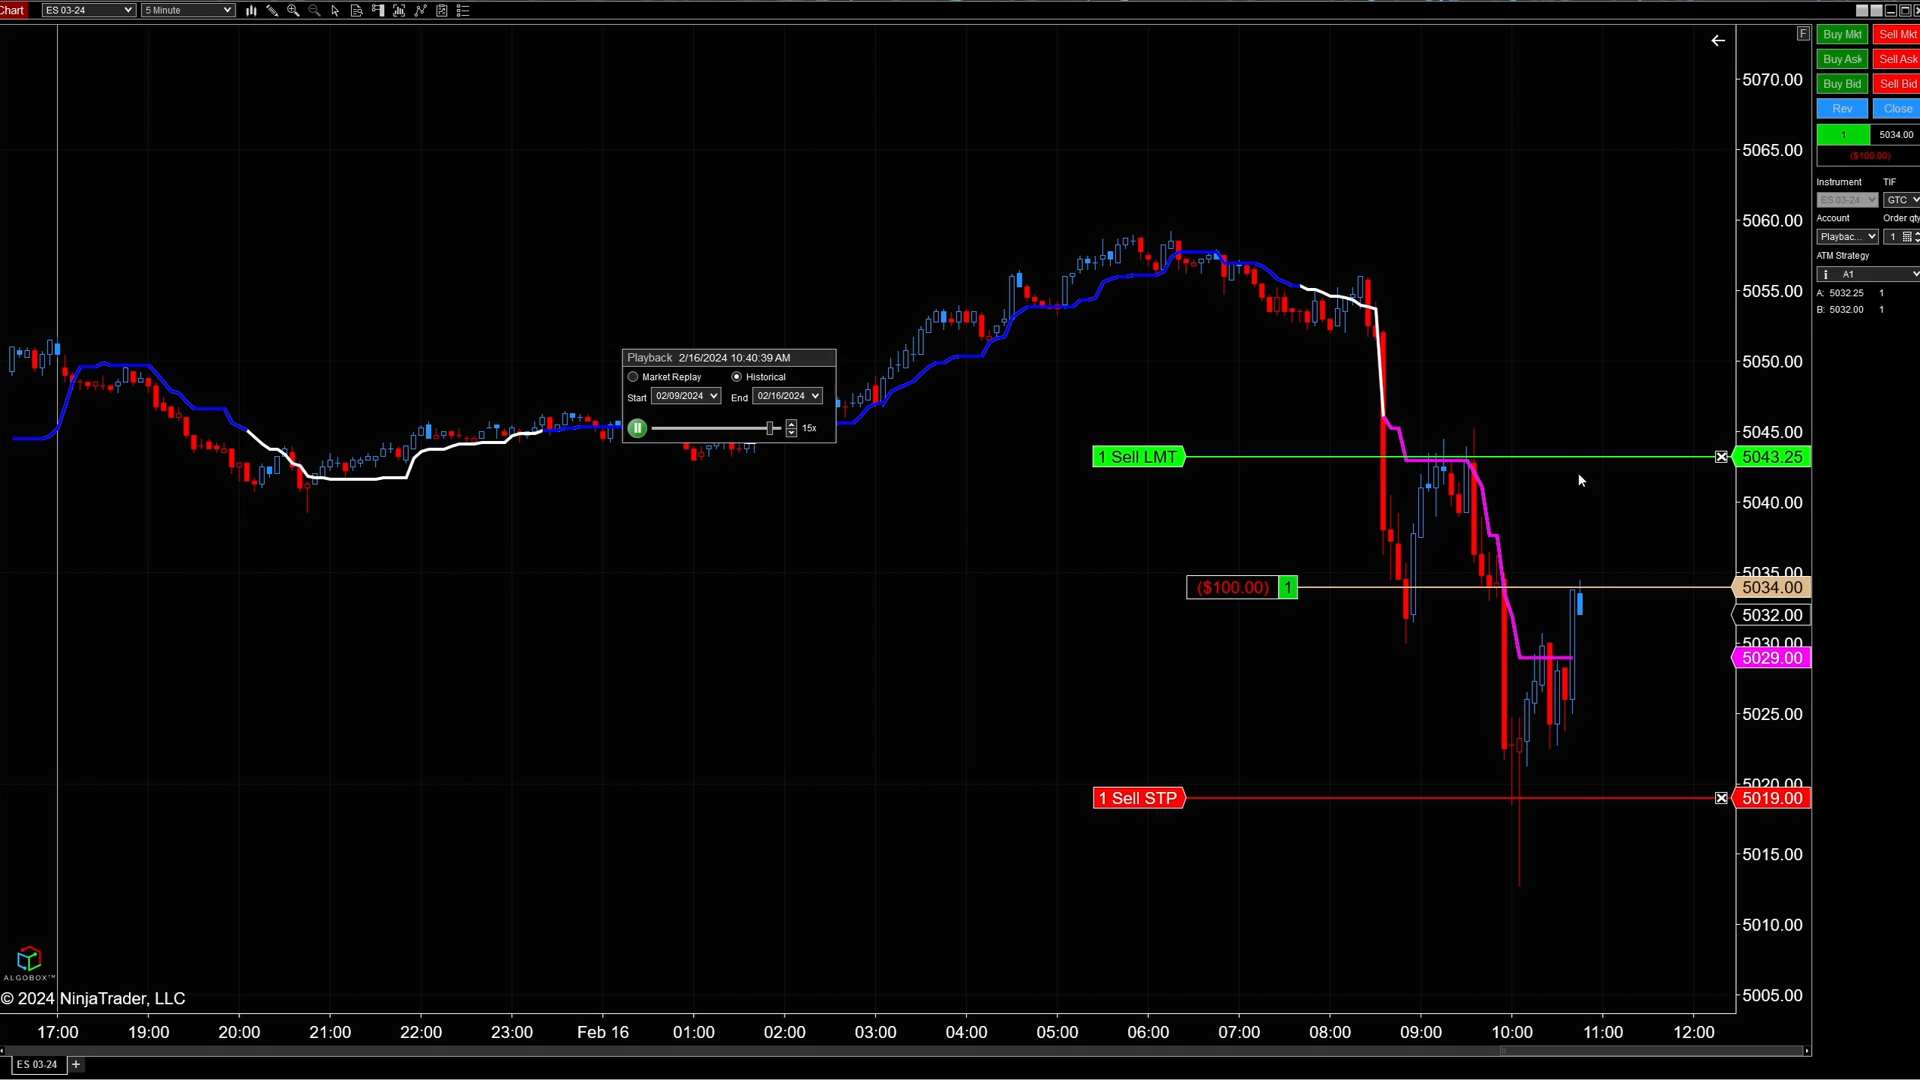 Chart ES 03-24 5 Minute
F
Buy Mkt Sell Mkt
Buy Ask Sell Ask
Buy Bid Sell Bid
Rev Close
1 5034.00
($100.00)
Instrument TIF
ES 03-24 GTC
Account Order qty
Playbac... 1
ATM Strategy
i A1
A: 5032.25 1
B: 5032.00 1
Playback 2/16/2024 10:40:39 AM
Market Replay Historical
Start 02/09/2024 End 02/16/2024
15x
1 Sell LMT
($100.00) 1
1 Sell STP
5070.00
5065.00
5060.00
5055.00
5050.00
5045.00
5043.25
5040.00
5035.00
5034.00
5032.00
5030.00
5029.00
5025.00
5020.00
5019.00
5015.00
5010.00
5005.00
ALGOBOX™
© 2024 NinjaTrader, LLC
17:00 19:00 20:00 21:00 22:00 23:00 Feb 16 01:00 02:00 03:00 04:00 05:00 06:00 07:00 08:00 09:00 10:00 11:00 12:00
ES 03-24 +